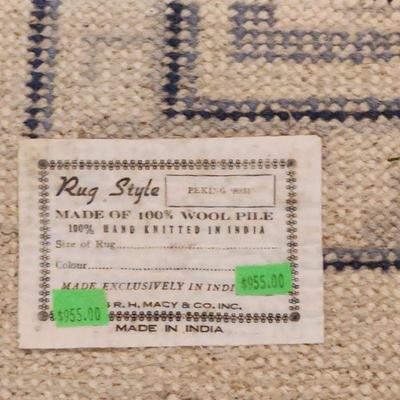 Rug Style PEKING
MADE OF 100% WOOL PILE
100% HAND KNITTED IN INDIA
Size of Rug
Colour
MADE EXCLUSIVELY IN INDI
$955.00
R.H. MACY & CO. INC.
$955.00
MADE IN INDIA